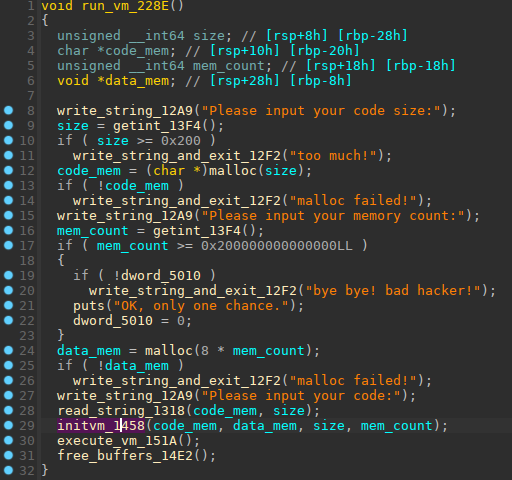 1 void run_vm_228E()
2 {
3 unsigned __int64 size; // [rsp+8h] [rbp-28h]
4 char *code_mem; // [rsp+10h] [rbp-20h]
5 unsigned __int64 mem_count; // [rsp+18h] [rbp-18h]
6 void *data_mem; // [rsp+28h] [rbp-8h]
7
8 write_string_12A9("Please input your code size:");
9 size = getint_13F4();
10 if ( size >= 0x200 )
11 write_string_and_exit_12F2("too much!");
12 code_mem = (char *)malloc(size);
13 if ( !code_mem )
14 write_string_and_exit_12F2("malloc failed!");
15 write_string_12A9("Please input your memory count:");
16 mem_count = getint_13F4();
17 if ( mem_count >= 0x200000000000000LL )
18 {
19 if ( !dword_5010 )
20 write_string_and_exit_12F2("bye bye! bad hacker!");
21 puts("OK, only one chance.");
22 dword_5010 = 0;
23 }
24 data_mem = malloc(8 * mem_count);
25 if ( !data_mem )
26 write_string_and_exit_12F2("malloc failed!");
27 write_string_12A9("Please input your code:");
28 read_string_1318(code_mem, size);
29 initvm_1458(code_mem, data_mem, size, mem_count);
30 execute_vm_151A();
31 free_buffers_14E2();
32 }